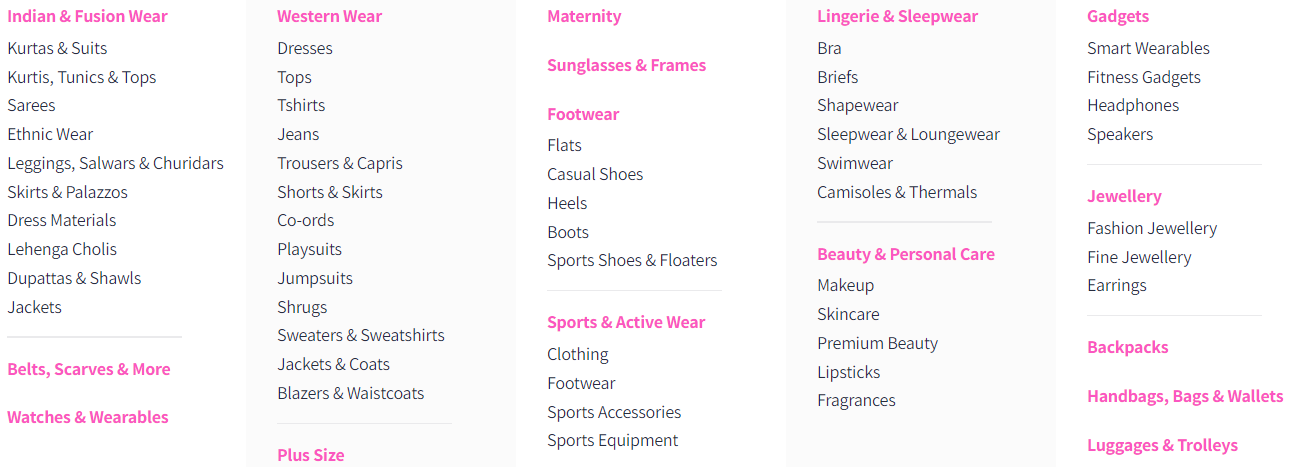 Indian & Fusion Wear
Kurtas & Suits
Kurtis, Tunics & Tops
Sarees
Ethnic Wear
Leggings, Salwars & Churidars
Skirts & Palazzos
Dress Materials
Lehenga Cholis
Dupattas & Shawls
Jackets
Belts, Scarves & More
Watches & Wearables
Western Wear
Dresses
Tops
Tshirts
Jeans
Trousers & Capris
Shorts & Skirts
Co-ords
Playsuits
Jumpsuits
Shrugs
Sweaters & Sweatshirts
Jackets & Coats
Blazers & Waistcoats
Plus Size
Maternity
Sunglasses & Frames
Footwear
Flats
Casual Shoes
Heels
Boots
Sports Shoes & Floaters
Sports & Active Wear
Clothing
Footwear
Sports Accessories
Sports Equipment
Lingerie & Sleepwear
Bra
Briefs
Shapewear
Sleepwear & Loungewear
Swimwear
Camisoles & Thermals
Beauty & Personal Care
Makeup
Skincare
Premium Beauty
Lipsticks
Fragrances
Gadgets
Smart Wearables
Fitness Gadgets
Headphones
Speakers
Jewellery
Fashion Jewellery
Fine Jewellery
Earrings
Backpacks
Handbags, Bags & Wallets
Luggages & Trolleys